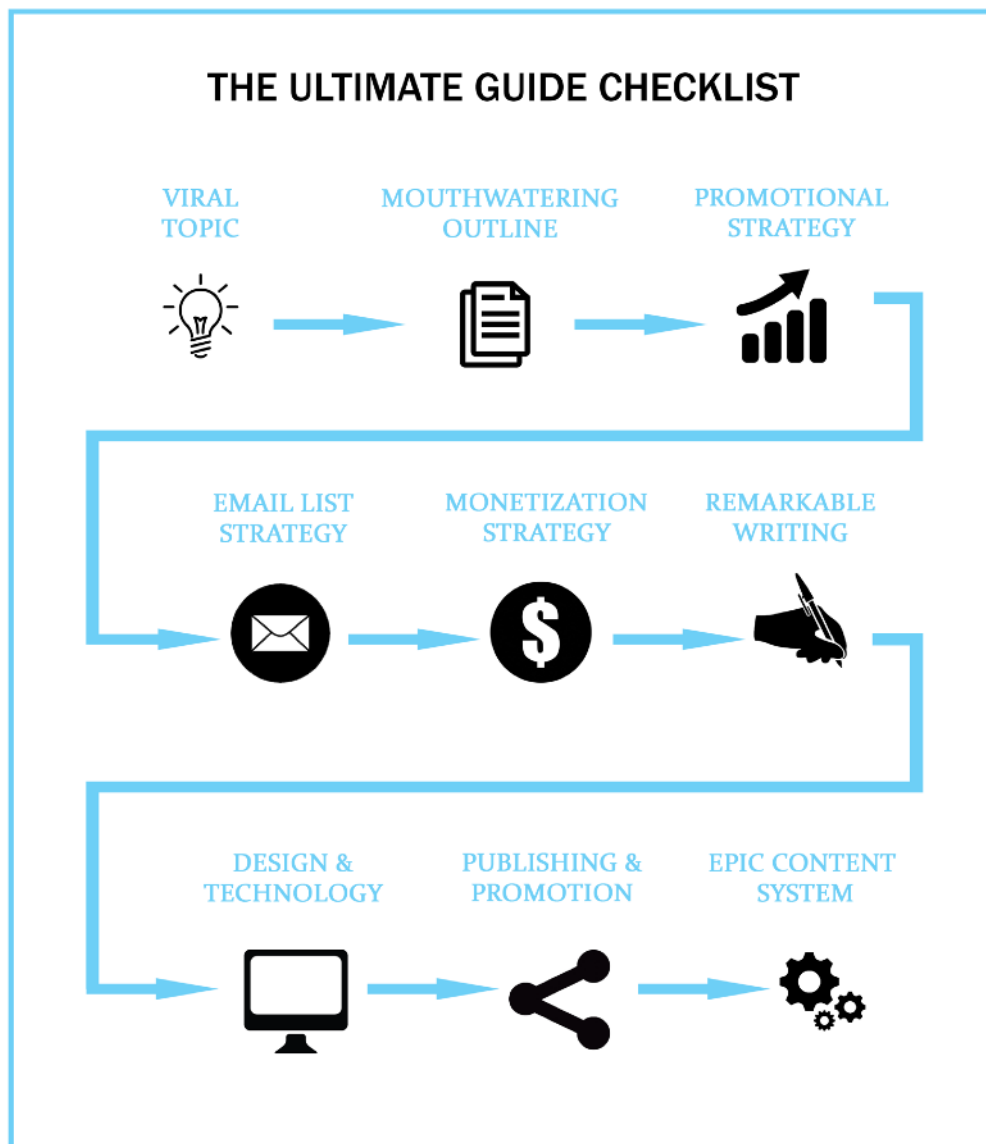 THE ULTIMATE GUIDE CHECKLIST
VIRAL
TOPIC
MOUTHWATERING
OUTLINE
PROMOTIONAL
STRATEGY
EMAIL LIST
STRATEGY
MONETIZATION
STRATEGY
REMARKABLE
WRITING
DESIGN &
TECHNOLOGY
PUBLISHING &
PROMOTION
EPIC CONTENT
SYSTEM
$